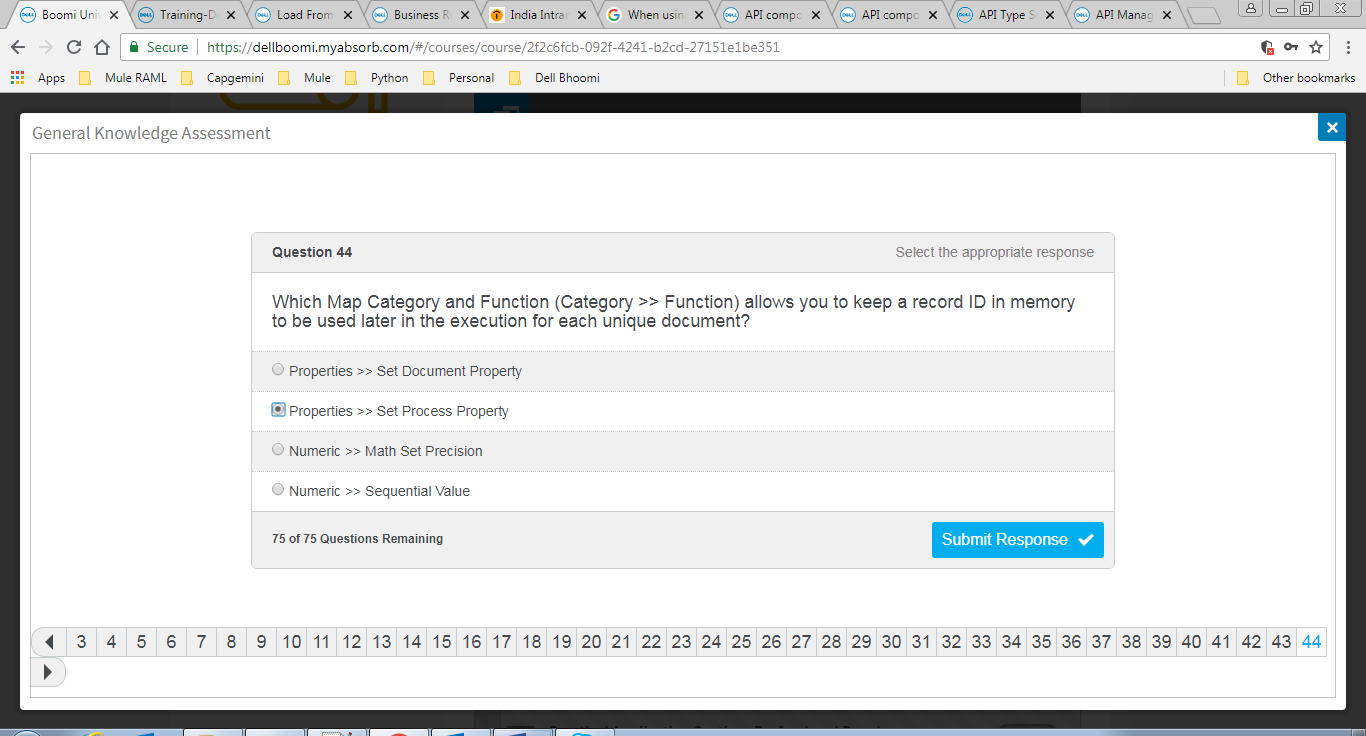 Boomi Univ
Training-D
Load From
Business R
India Intran
When usin
API compo
API compo
API Type S
API Manag
Secure https://dellboomi.myabsorb.com/#/courses/course/2f2c6fcb-092f-4241-b2cd-27151e1be351
Apps Mule RAML Capgemini Mule Python Personal Dell Bhoomi Other bookmarks
General Knowledge Assessment
Question 44 Select the appropriate response
Which Map Category and Function (Category >> Function) allows you to keep a record ID in memory
to be used later in the execution for each unique document?
Properties >> Set Document Property
Properties >> Set Process Property
Numeric >> Math Set Precision
Numeric >> Sequential Value
75 of 75 Questions Remaining Submit Response
3 4 5 6 7 8 9 10 11 12 13 14 15 16 17 18 19 20 21 22 23 24 25 26 27 28 29 30 31 32 33 34 35 36 37 38 39 40 41 42 43 44